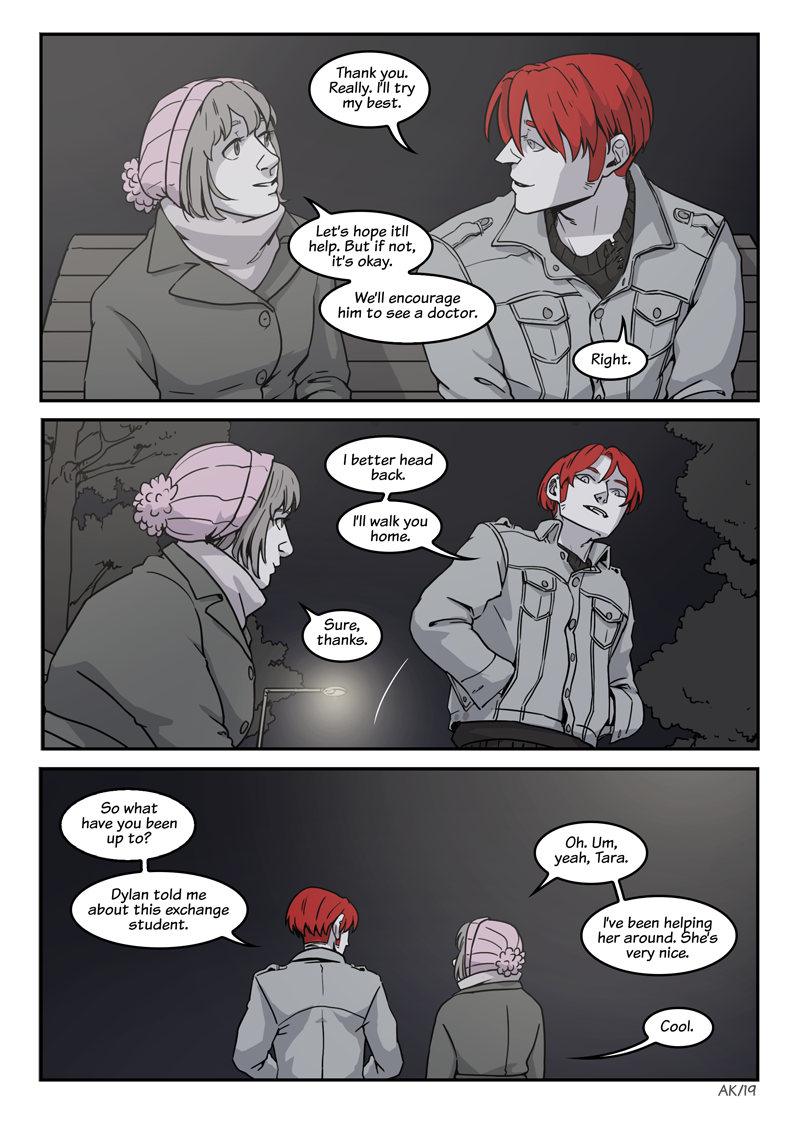 Thank you.
Really. I'll try
my best.
Let's hope itll
help. But if not,
it's okay.
We'll encourage
him to see a doctor.
Right.
I better head
back.
I'll walk you
home.
Sure,
thanks.
So what
have you been
up to?
Dylan told me
about this exchange
student.
Oh. Um,
yeah, Tara.
I've been helping
her around. She's
very nice.
Cool.
AK/19